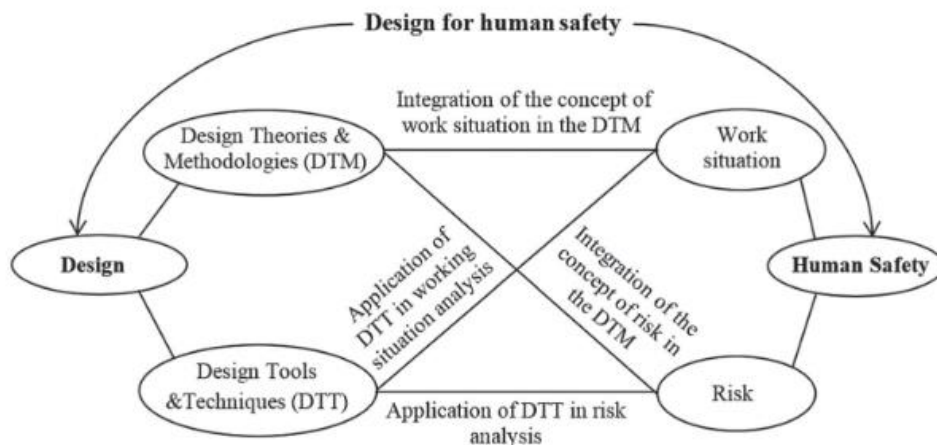 Design for human safety
Integration of the concept of
work situation in the DTM
Design Theories &
Methodologies (DTM)
Work
situation
Design
Human Safety
Application of
DTT in working
situation analysis
Integration of the
concept of risk in
the DTM
Design Tools
&Techniques (DTT)
Risk
Application of DTT in risk
analysis